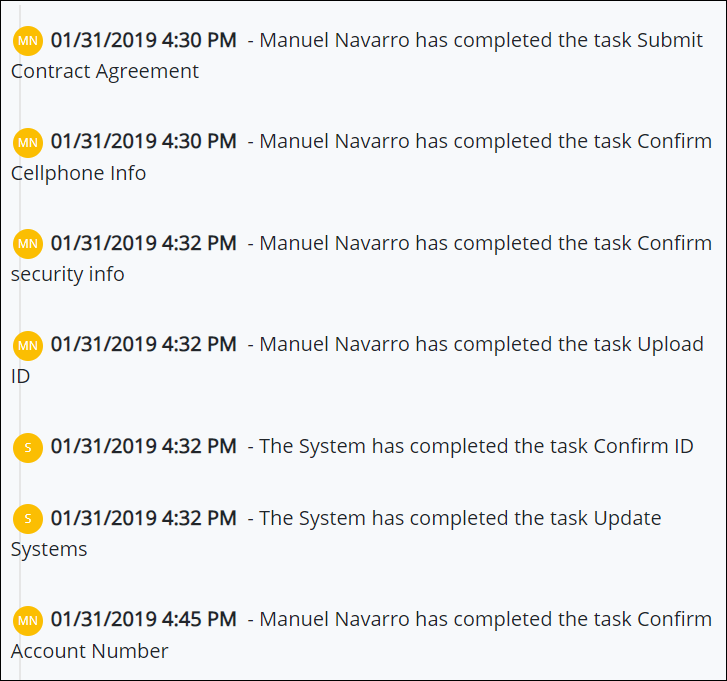 MN 01/31/2019 4:30 PM - Manuel Navarro has completed the task Submit
Contract Agreement
MN 01/31/2019 4:30 PM - Manuel Navarro has completed the task Confirm
Cellphone Info
MN 01/31/2019 4:32 PM - Manuel Navarro has completed the task Confirm
security info
MN 01/31/2019 4:32 PM - Manuel Navarro has completed the task Upload
ID
S 01/31/2019 4:32 PM - The System has completed the task Confirm ID
S 01/31/2019 4:32 PM - The System has completed the task Update
Systems
MN 01/31/2019 4:45 PM - Manuel Navarro has completed the task Confirm
Account Number